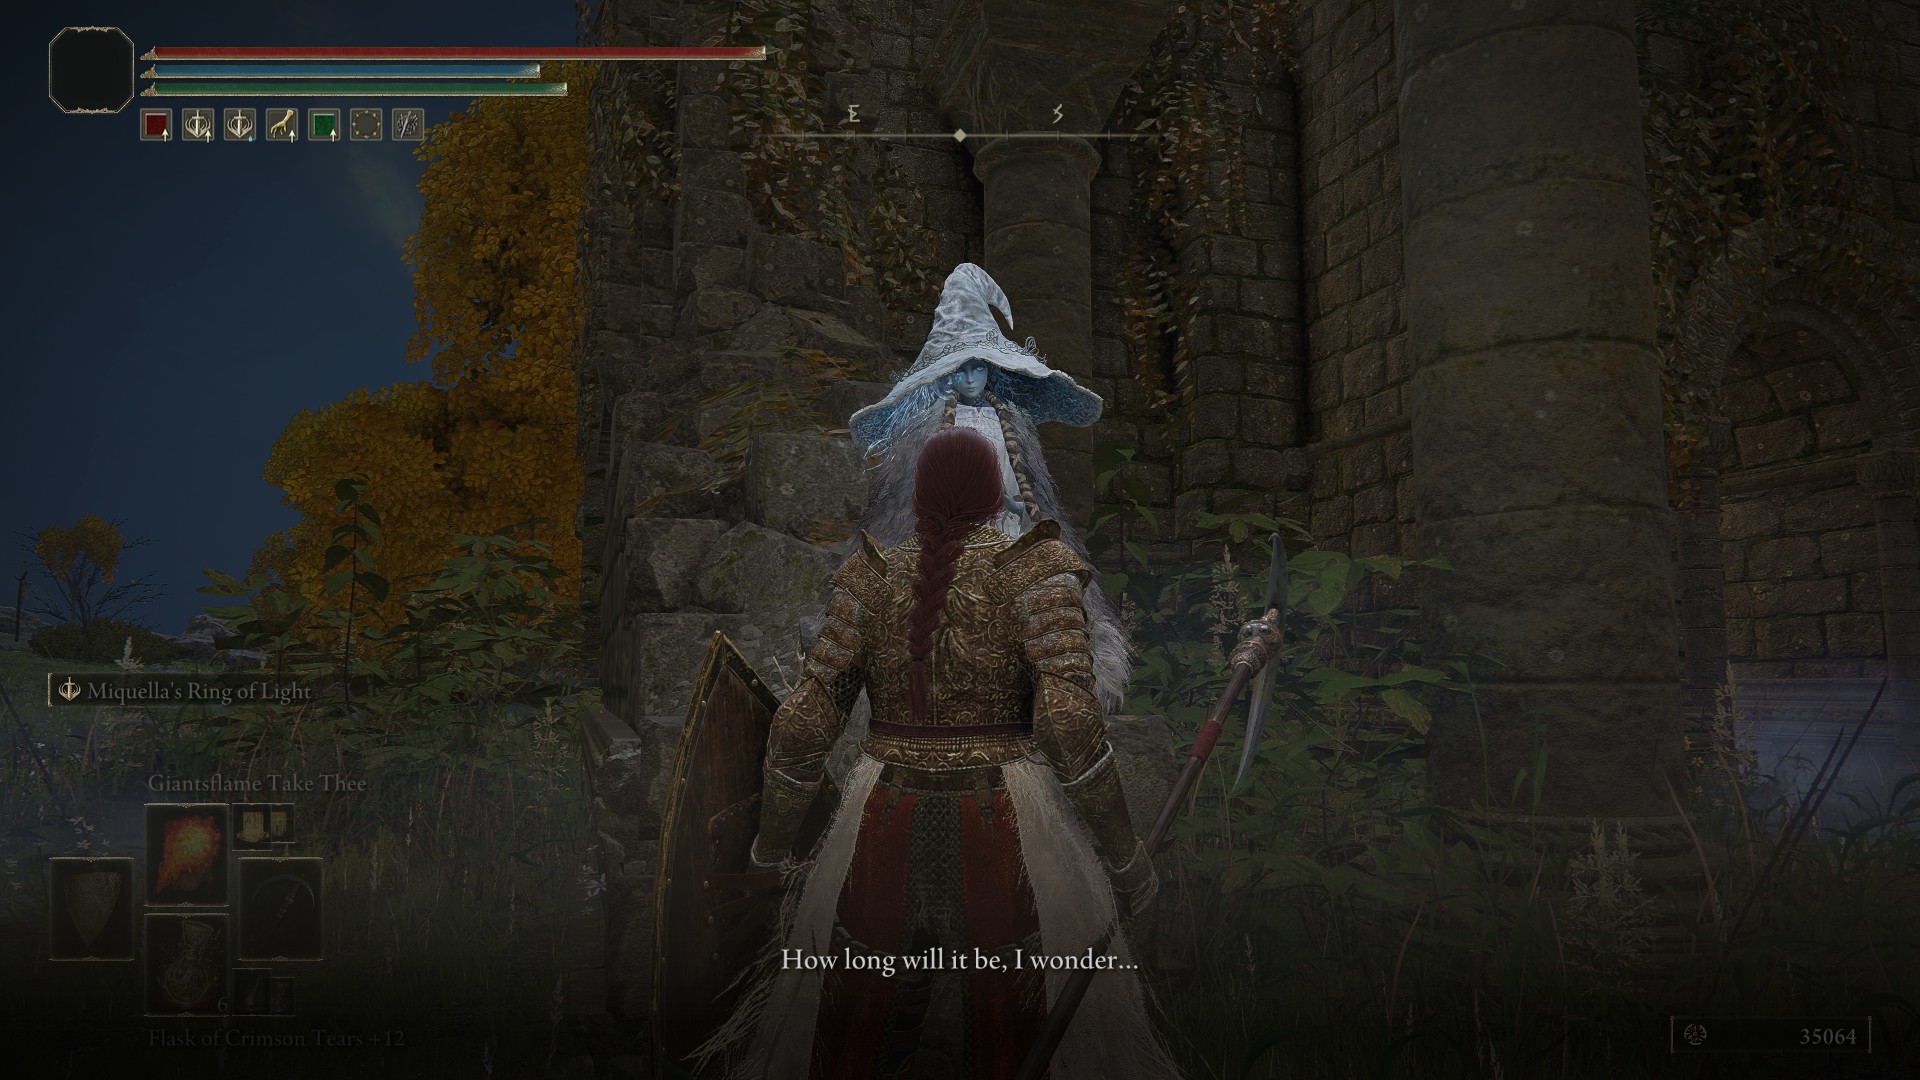 E S
Miquella's Ring of Light
Giantsflame Take Thee
6
Flask of Crimson Tears +12
How long will it be, I wonder...
35064